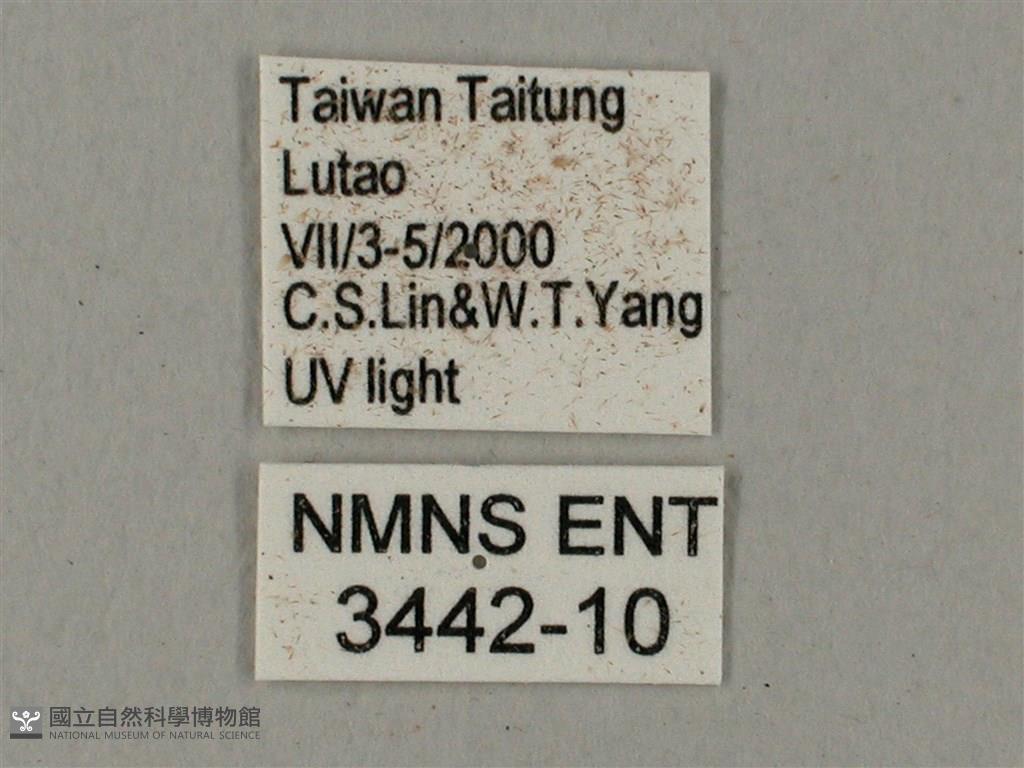 Taiwan Taitung
Lutao
VII/3-5/2000
C.S.Lin&W.T.Yang
UV light
NMNS ENT
3442-10
國立自然科學博物館
NATIONAL MUSEUM OF NATURAL SCIENCE